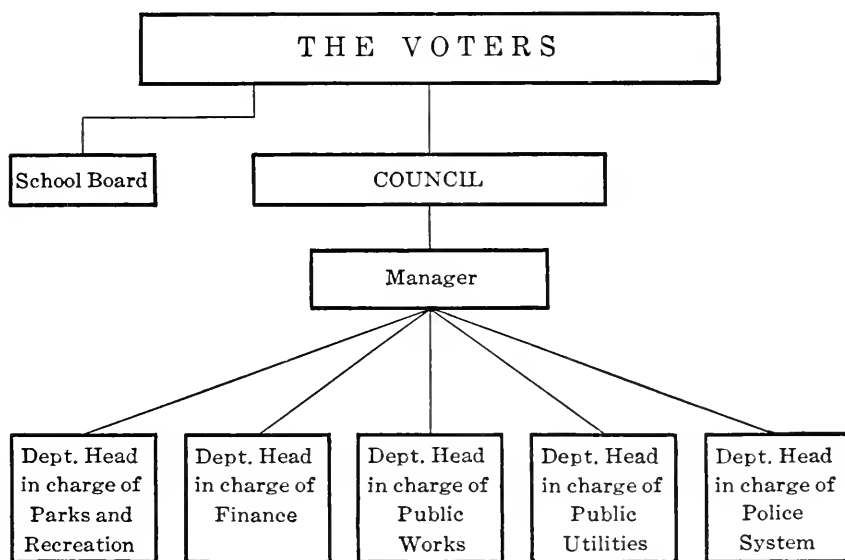 THE VOTERS
School Board
COUNCIL
Manager
Dept. Head
in charge of
Parks and
Recreation
Dept. Head
in charge of
Finance
Dept. Head
in charge of
Public
Works
Dept. Head
in charge of
Public
Utilities
Dept. Head
in charge of
Police
System